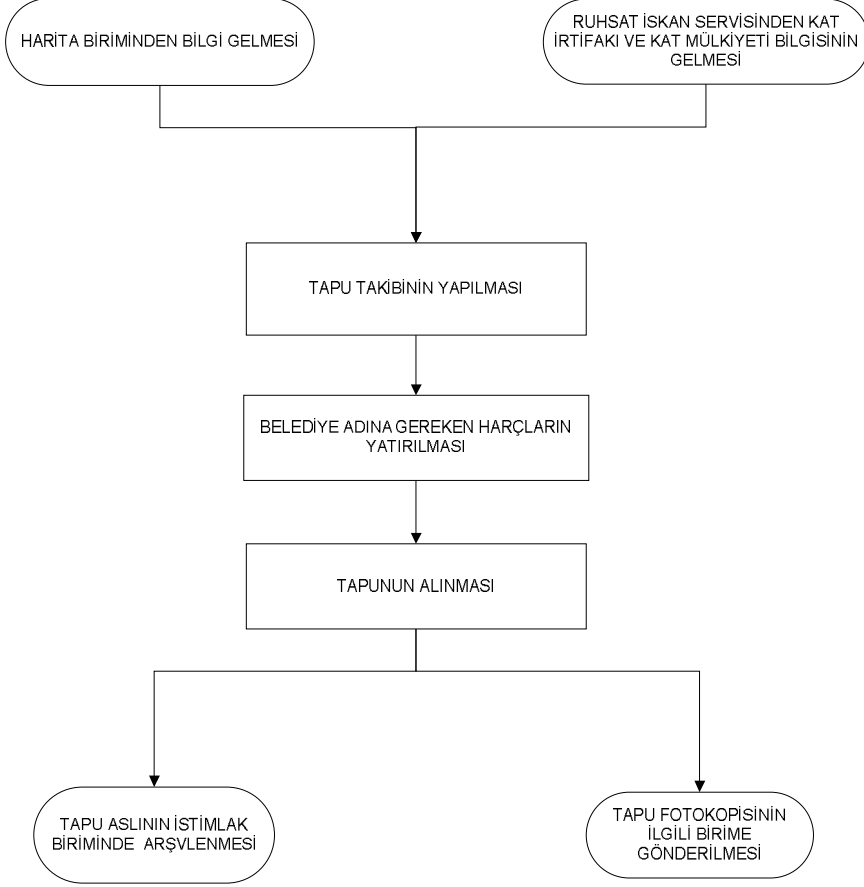 HARİTA BİRİMİNDEN BİLGİ GELMESİ
RUHSAT İSKAN SERVİSİNDEN KAT
İRTİFAKI VE KAT MÜLKİYETİ BİLGİSİNİN
GELMESİ
TAPU TAKİBİNİN YAPILMASI
BELEDİYE ADINA GEREKEN HARÇLARIN
YATIRILMASI
TAPUNUN ALINMASI
TAPU ASLININ İSTİMLAK
BİRİMİNDE ARŞVLENMESİ
TAPU FOTOKOPİSİNİN
İLGİLİ BİRİME
GÖNDERİLMESİ